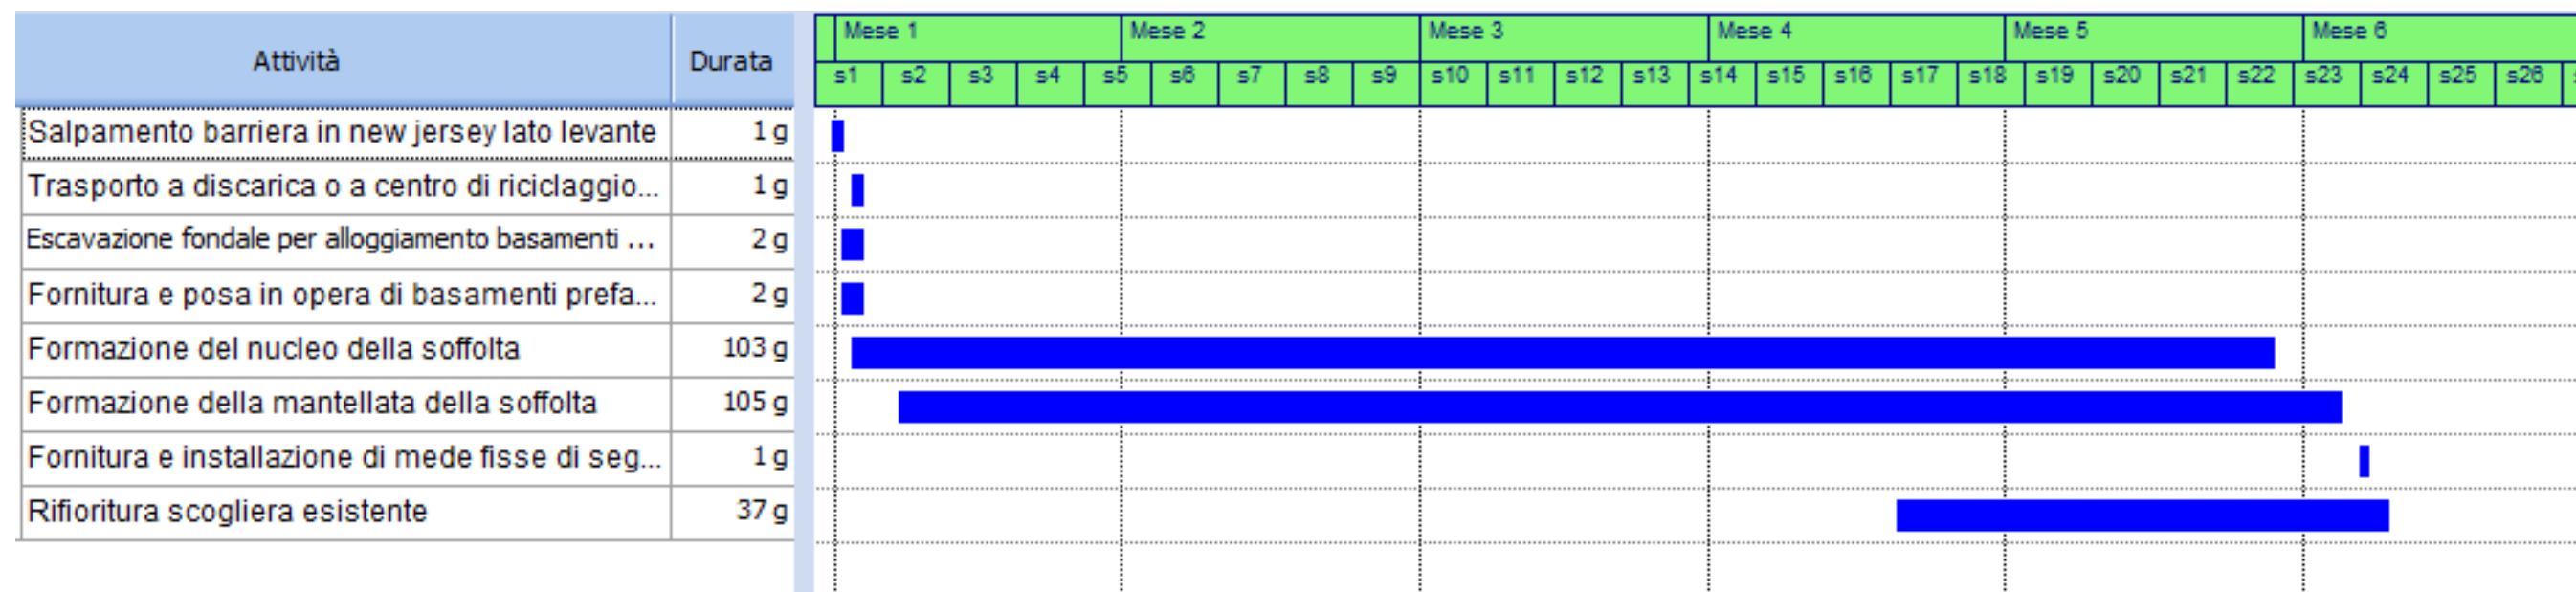 Attività Durata Mese 1 Mese 2 Mese 3 Mese 4 Mese 5 Mese 6
s1 s2 s3 s4 s5 s6 s7 s8 s9 s10 s11 s12 s13 s14 s15 s16 s17 s18 s19 s20 s21 s22 s23 s24 s25 s26
Salpamento barriera in new jersey lato levante 1 g
Trasporto a discarica o a centro di riciclaggio... 1 g
Escavazione fondale per alloggiamento basamenti ... 2 g
Fornitura e posa in opera di basamenti prefa... 2 g
Formazione del nucleo della soffolta 103 g
Formazione della mantellata della soffolta 105 g
Fornitura e installazione di mede fisse di seg... 1 g
Rifioritura scogliera esistente 37 g